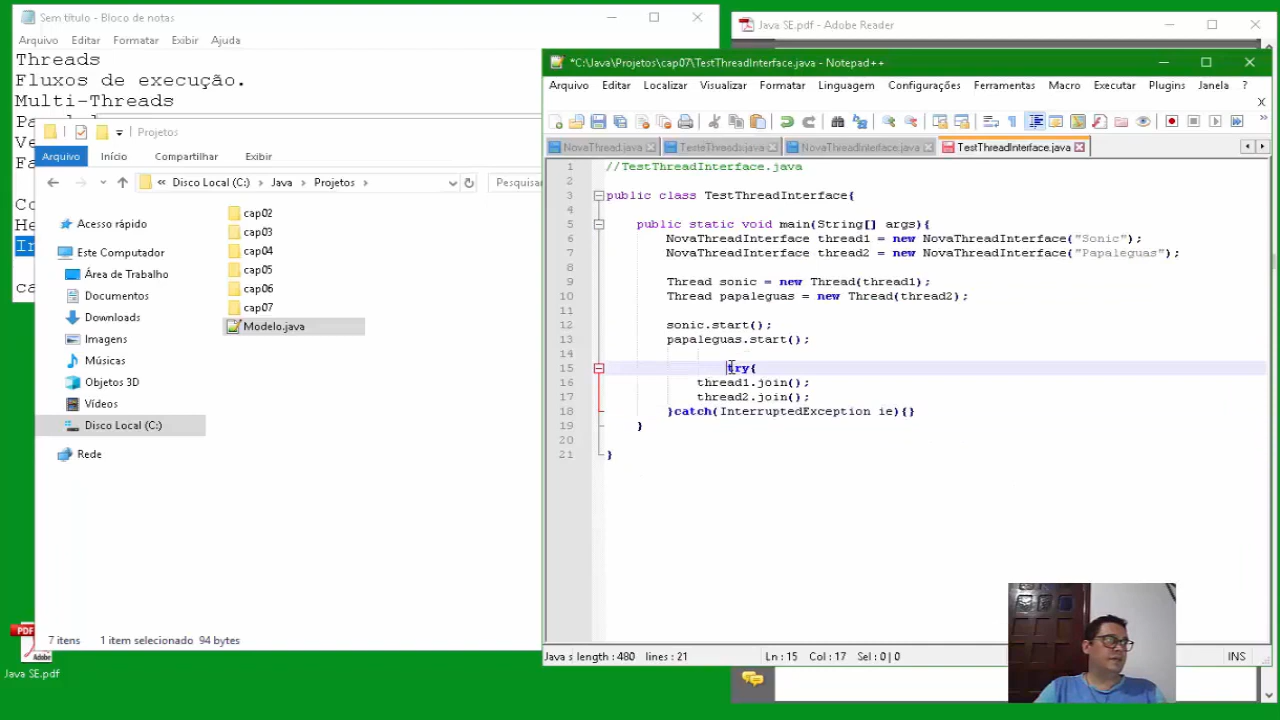 Sem título - Bloco de notas
Arquivo Editar Formatar Exibir Ajuda
Threads
Fluxos de execução.
Multi-Threads
Projetos
Arquivo Início Compartilhar Exibir
« Disco Local (C:) › Java › Projetos ›
Pesquisar
Acesso rápido
Este Computador
Área de Trabalho
Documentos
Downloads
Imagens
Músicas
Objetos 3D
Vídeos
Disco Local (C:)
Rede
cap02
cap03
cap04
cap05
cap06
cap07
Modelo.java
7 itens 1 item selecionado 94 bytes
PDF
Adobe
Java SE.pdf
Java SE.pdf - Adobe Reader
*C:\Java\Projetos\cap07\TestThreadInterface.java - Notepad++
Arquivo Editar Localizar Visualizar Formatar Linguagem Configurações Ferramentas Macro Executar Plugins Janela ?
X
NovaThread.java NovaThreadInterface.java TestThreadInterface.java
1 //TestThreadInterface.java
2
3 public class TestThreadInterface{
4
5 public static void main(String[] args){
6 NovaThreadInterface thread1 = new NovaThreadInterface("Sonic");
7 NovaThreadInterface thread2 = new NovaThreadInterface("Papaleguas");
8
9 Thread sonic = new Thread(thread1);
10 Thread papaleguas = new Thread(thread2);
11
12 sonic.start();
13 papaleguas.start();
14
15 try{
16 thread1.join();
17 thread2.join();
18 }catch(InterruptedException ie){}
19 }
20
21 }
Java s length : 480 lines : 21 Ln : 15 Col : 17 Sel : 0 | 0 INS